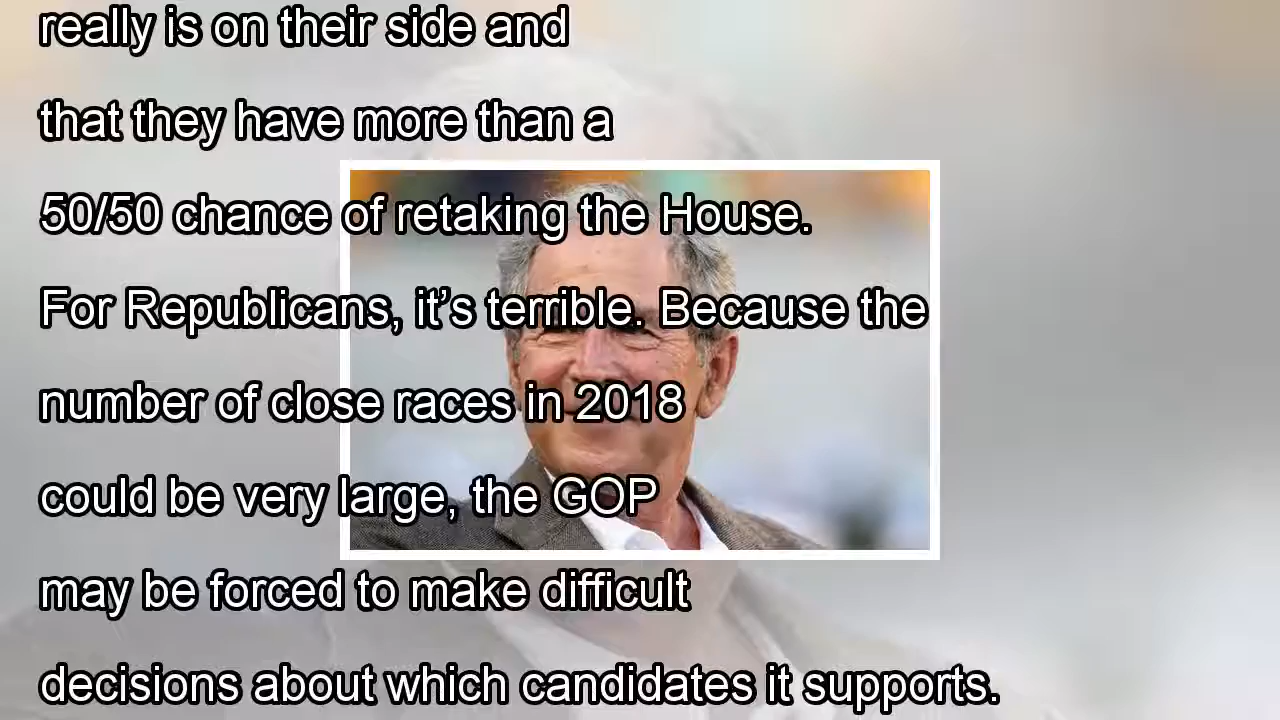 really is on their side and
that they have more than a
50/50 chance of retaking the House.
For Republicans, it’s terrible. Because the
number of close races in 2018
could be very large, the GOP
may be forced to make difficult
decisions about which candidates it supports.